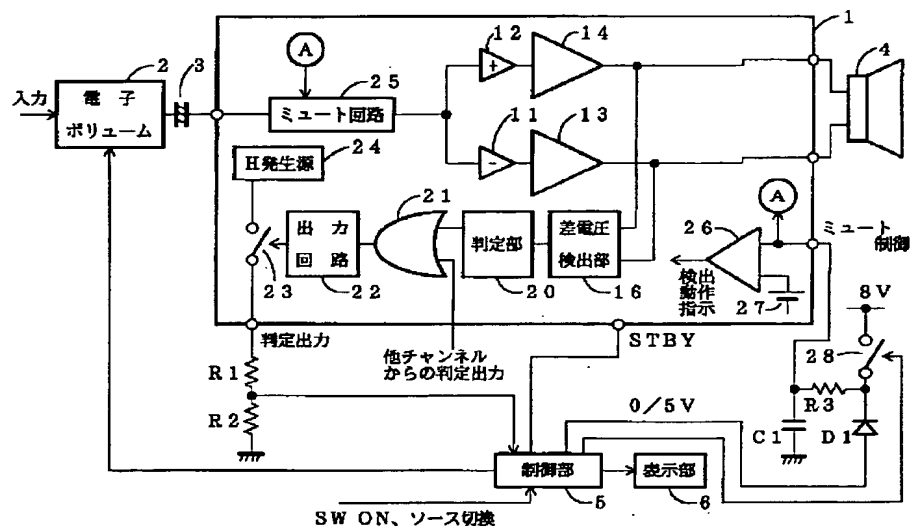 1
2
3
4
入力
電子
ボリューム
A
25
ミュート回路
12
+
14
11
-
13
24
H発生源
21
23
出力
回路
22
判定部
20
差電圧
検出部
16
A
26
検出
動作
指示
27
ミュート
制御
8V
28
判定出力
他チャンネル
からの判定出力
STBY
R1
R2
0/5V
C1
R3
D1
制御部
5
表示部
6
SW ON、ソース切換